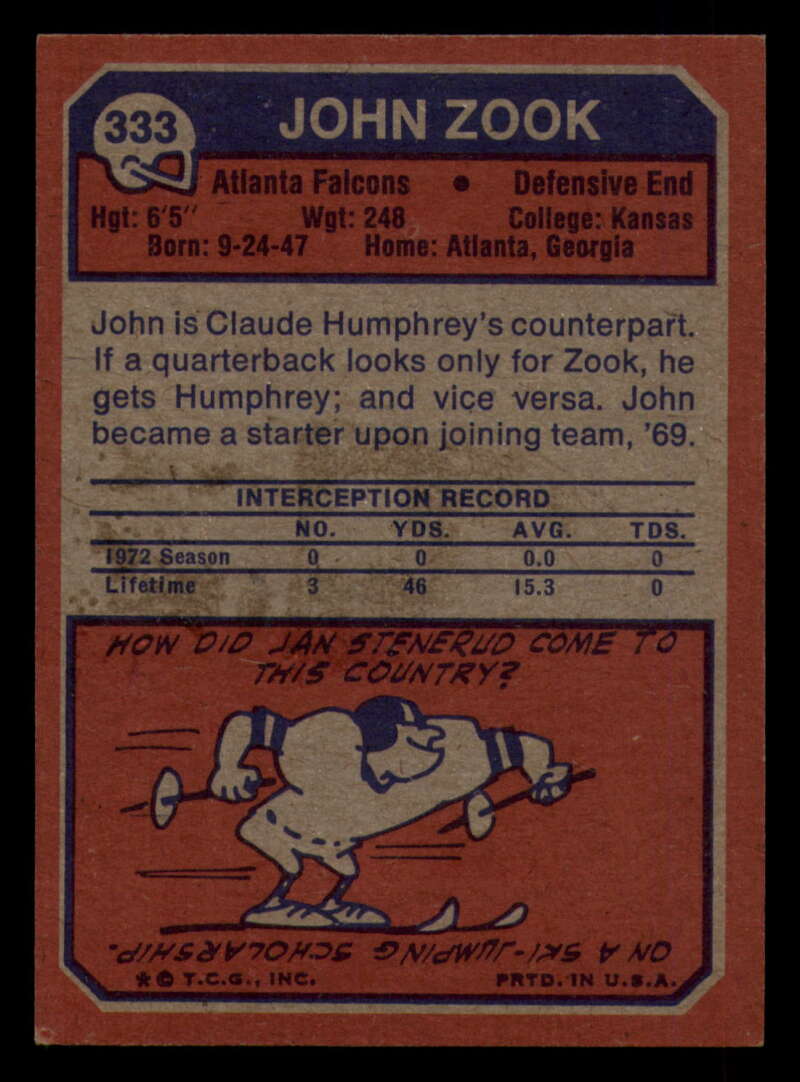 333
JOHN ZOOK
Atlanta Falcons • Defensive End
Hgt: 6'5" Wgt: 248 College: Kansas
Born: 9-24-47 Home: Atlanta, Georgia
John is Claude Humphrey's counterpart.
If a quarterback looks only for Zook, he
gets Humphrey; and vice versa. John
became a starter upon joining team, '69.
INTERCEPTION RECORD
NO. YDS. AVG. TDS.
1972 Season 0 0 0.0 0
Lifetime 3 46 15.3 0
HOW DID JAN STENERUD COME TO
THIS COUNTRY?
ON A SKI-JUMPING SCHOLARSHIP.
* © T.C.G., INC. PRTD. IN U.S.A.